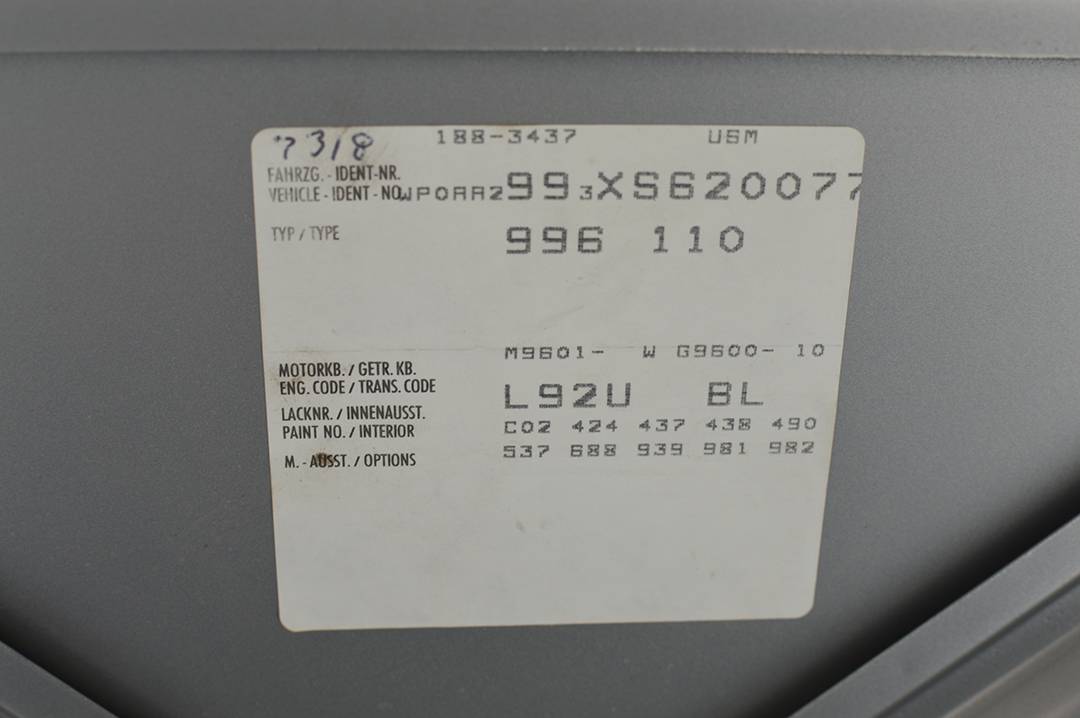 7318 188-3437 USM
FAHRZG. - IDENT-NR.
VEHICLE - IDENT - NO. WP0AA2993XS620077
TYP / TYPE 996 110
M9601- W G9600- 10
MOTORKB. / GETR. KB.
ENG. CODE / TRANS. CODE L92U BL
LACKNR. / INNENAUSST.
PAINT NO. / INTERIOR C02 424 437 438 490
M. - AUSST. / OPTIONS 537 688 939 981 982